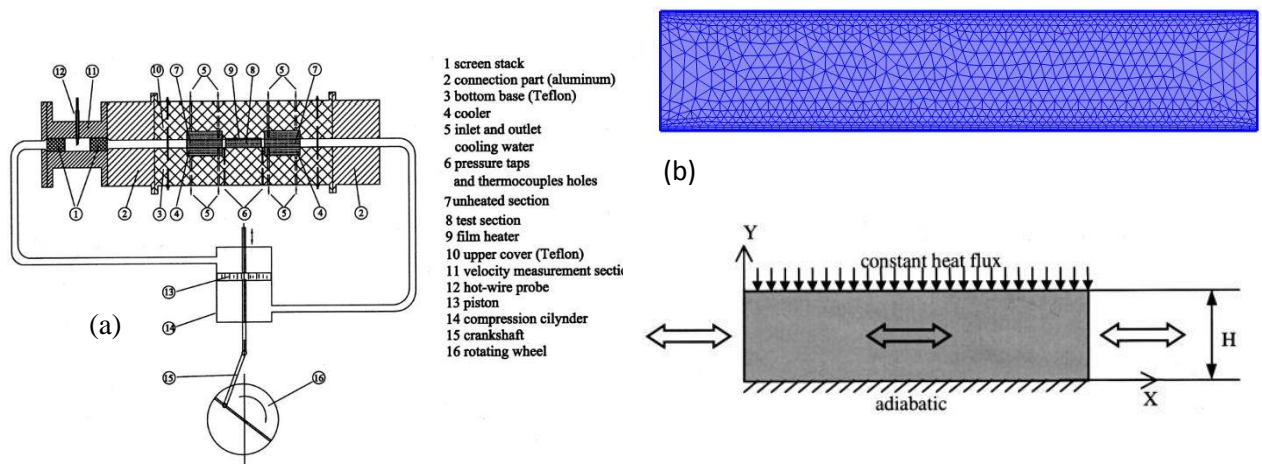 12 11 10 7 5 9 8 5 7
1 2 3 4 5 6 5 4 2
13
(a)
14
15
16
1 screen stack
2 connection part (aluminum)
3 bottom base (Teflon)
4 cooler
5 inlet and outlet
cooling water
6 pressure taps
and thermocouples holes
7 unheated section
8 test section
9 film heater
10 upper cover (Teflon)
11 velocity measurement secti
12 hot-wire probe
13 piston
14 compression cilynder
15 crankshaft
16 rotating wheel
(b)
Y
constant heat flux
H
X
adiabatic